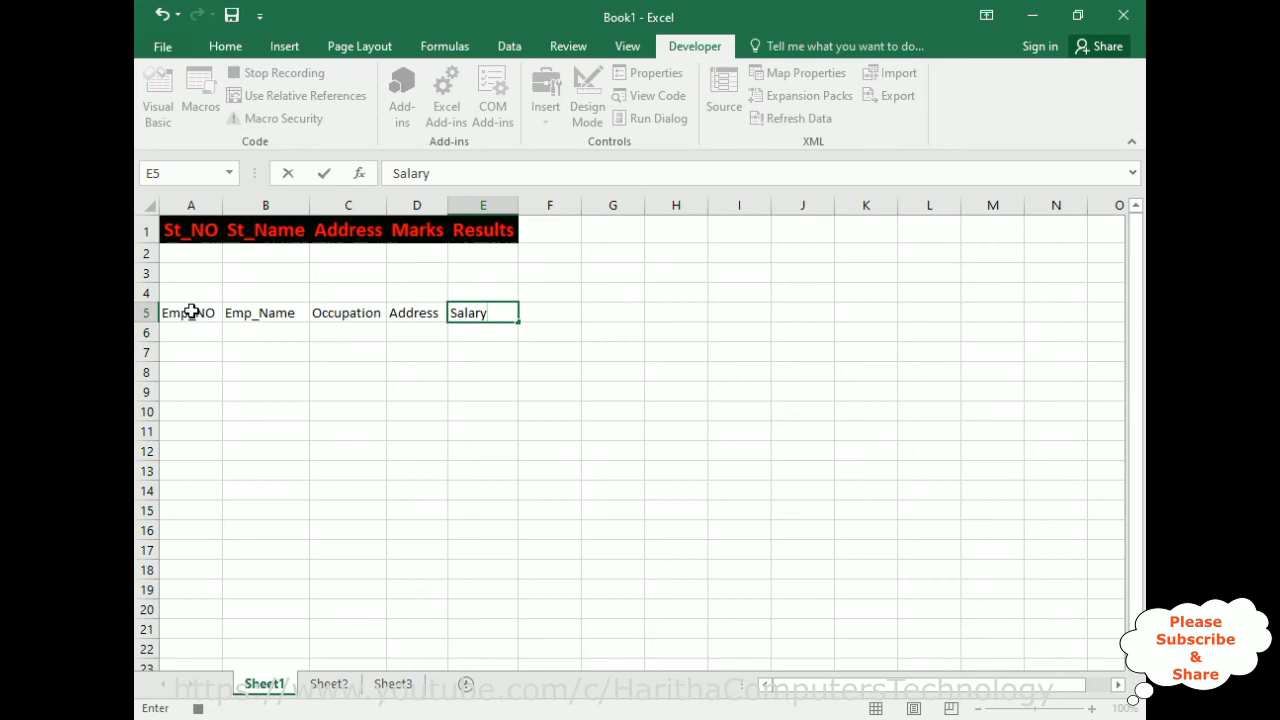 Book1 - Excel
File Home Insert Page Layout Formulas Data Review View Developer Tell me what you want to do... Sign in Share
Visual Basic
Macros
Stop Recording
Use Relative References
Macro Security
Code
Add-ins
Excel Add-ins
COM Add-ins
Add-ins
Insert
Design Mode
Properties
View Code
Run Dialog
Controls
Source
Map Properties
Expansion Packs
Refresh Data
Import
Export
XML
E5 fx Salary
A B C D E F G H I J K L M N O
1 St_NO St_Name Address Marks Results
2
3
4
5 Emp_NO Emp_Name Occupation Address Salary
6
7
8
9
10
11
12
13
14
15
16
17
18
19
20
21
22
23
Please
Subscribe
&
Share
Sheet1 Sheet2 Sheet3
https://www.youtube.com/c/HarithaComputersTechnology
Enter 100%